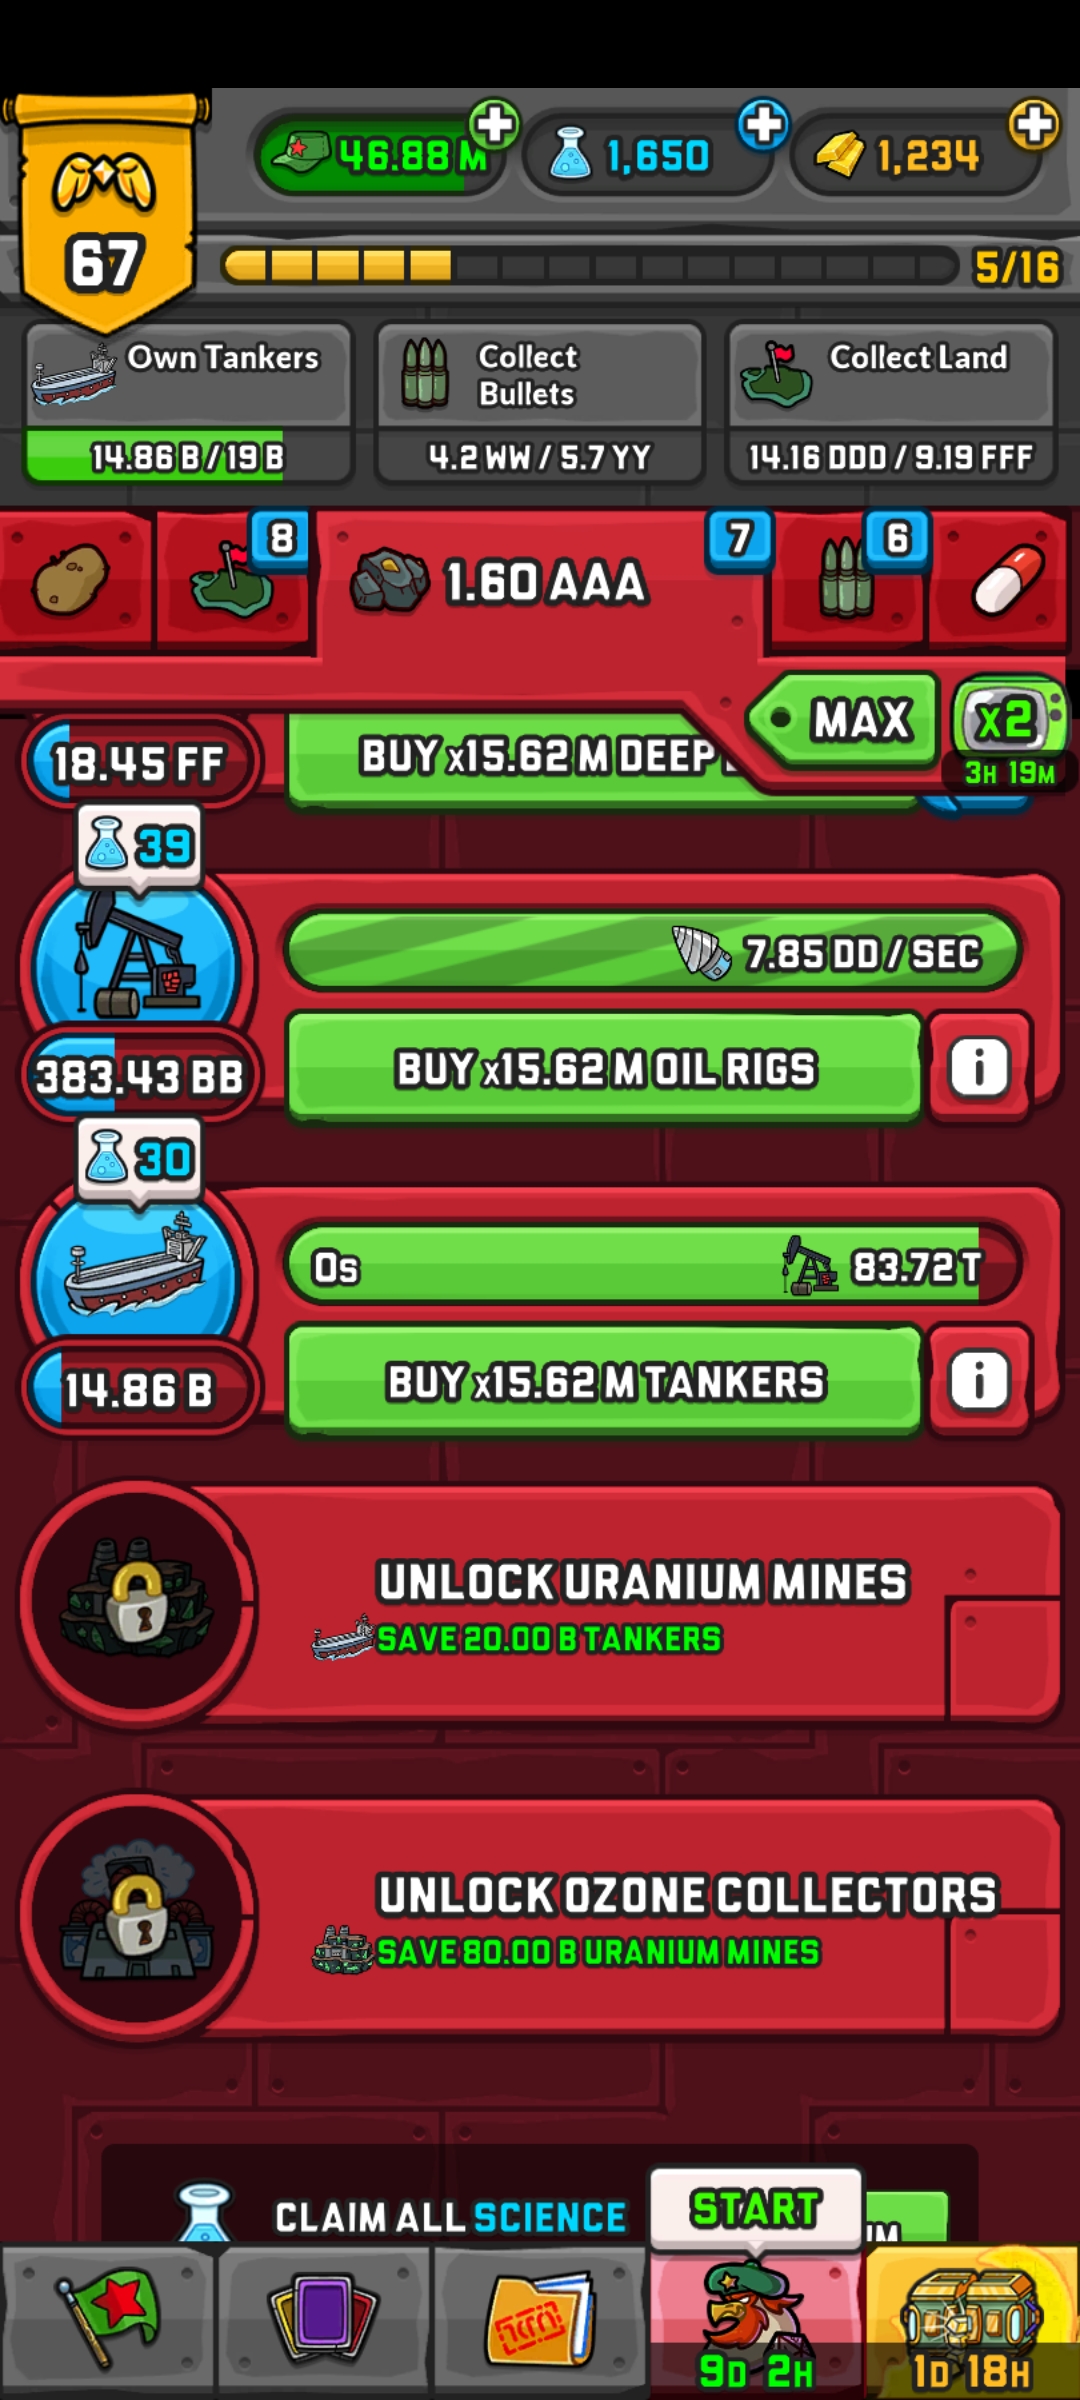 46.88 M
1,650
1,234
67
5/16
Own Tankers
Collect Bullets
Collect Land
14.86 B / 19 B
4.2 WW / 5.7 YY
14.16 DDD / 9.19 FFF
8
1.60 AAA
7
6
MAX
x2
3H 19M
18.45 FF
BUY x15.62 M DEEP
39
7.85 DD / SEC
383.43 BB
BUY x15.62 M OIL RIGS
i
30
0s
83.72 T
14.86 B
BUY x15.62 M TANKERS
i
UNLOCK URANIUM MINES
SAVE 20.00 B TANKERS
UNLOCK OZONE COLLECTORS
SAVE 80.00 B URANIUM MINES
CLAIM ALL SCIENCE
START
9D 2H
1D 18H